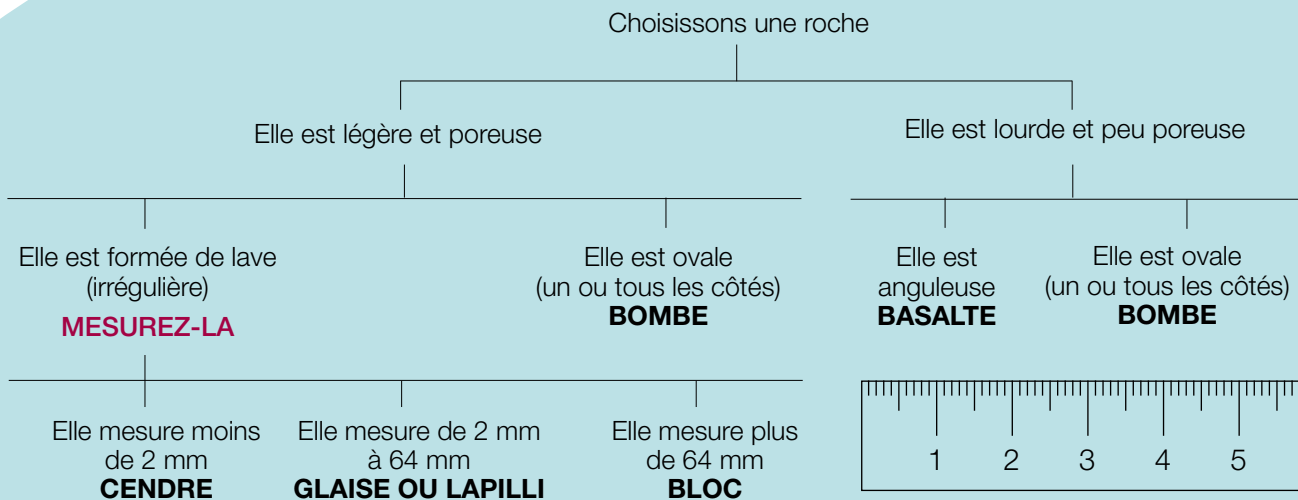 Choisissons une roche
Elle est légère et poreuse
Elle est lourde et peu poreuse
Elle est formée de lave
(irrégulière)
MESUREZ-LA
Elle est ovale
(un ou tous les côtés)
BOMBE
Elle est
anguleuse
BASALTE
Elle est ovale
(un ou tous les côtés)
BOMBE
Elle mesure moins
de 2 mm
CENDRE
Elle mesure de 2 mm
à 64 mm
GLAISE OU LAPILLI
Elle mesure plus
de 64 mm
BLOC
1 2 3 4 5